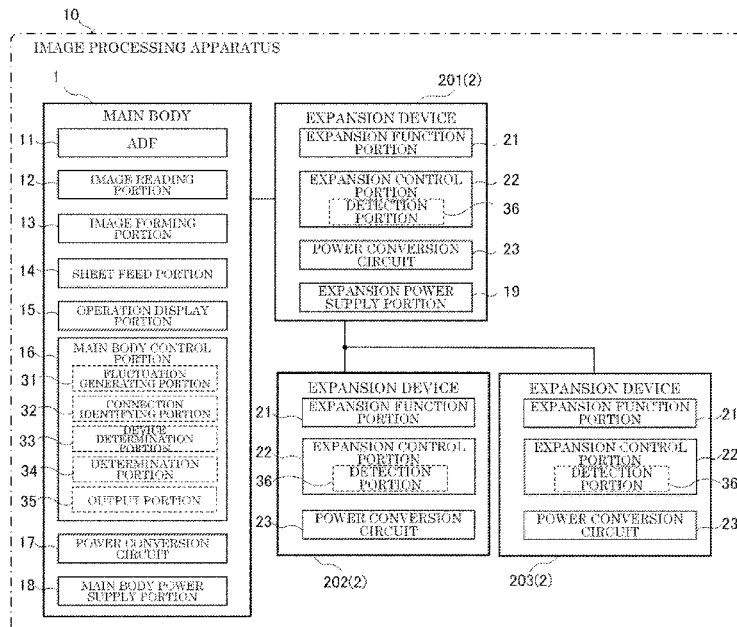 10
IMAGE PROCESSING APPARATUS
1
MAIN BODY
11
ADF
12
IMAGE READING
PORTION
13
IMAGE FORMING
PORTION
14
SHEET FEED PORTION
15
OPERATION DISPLAY
PORTION
16
MAIN BODY CONTROL
PORTION
31
FLUCTUATION
GENERATING PORTION
32
CONNECTION
IDENTIFYING PORTION
33
DEVICE
DETERMINATION
PORTION
34
DETERMINATION
PORTION
35
OUTPUT PORTION
17
POWER CONVERSION
CIRCUIT
18
MAIN BODY POWER
SUPPLY PORTION
201(2)
EXPANSION DEVICE
EXPANSION FUNCTION
PORTION
21
EXPANSION CONTROL
PORTION
22
DETECTION
PORTION
36
POWER CONVERSION
CIRCUIT
23
EXPANSION POWER
SUPPLY PORTION
19
EXPANSION DEVICE
21
EXPANSION FUNCTION
PORTION
22
EXPANSION CONTROL
PORTION
36
DETECTION
PORTION
23
POWER CONVERSION
CIRCUIT
202(2)
EXPANSION DEVICE
EXPANSION FUNCTION
PORTION
21
EXPANSION CONTROL
PORTION
22
DETECTION
PORTION
36
POWER CONVERSION
CIRCUIT
23
203(2)